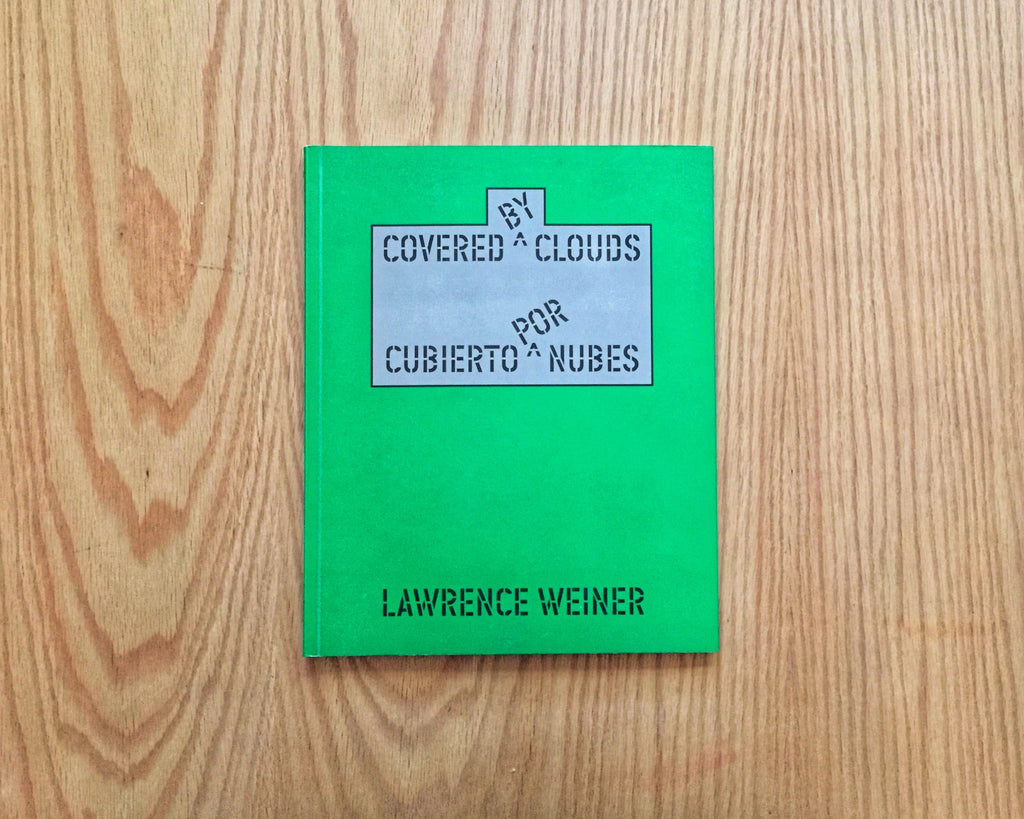 BY
COVERED ^ CLOUDS
POR
CUBIERTO ^ NUBES
LAWRENCE WEINER